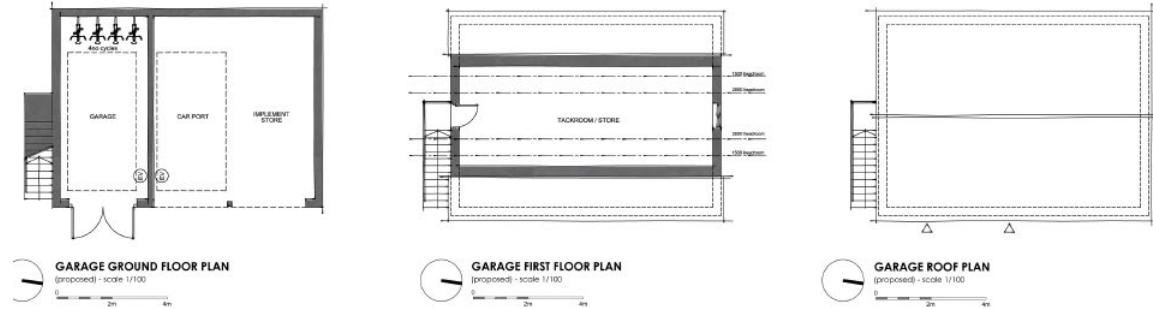 4no cycles
GARAGE
CAR PORT
IMPLEMENT
STORE
GARAGE GROUND FLOOR PLAN
(proposed) - scale 1/100
0
2m
4m
1500 headroom
2000 headroom
TACKROOM / STORE
2000 headroom
1500 headroom
GARAGE FIRST FLOOR PLAN
(proposed) - scale 1/100
0
2m
4m
GARAGE ROOF PLAN
(proposed) - scale 1/100
0
2m
4m